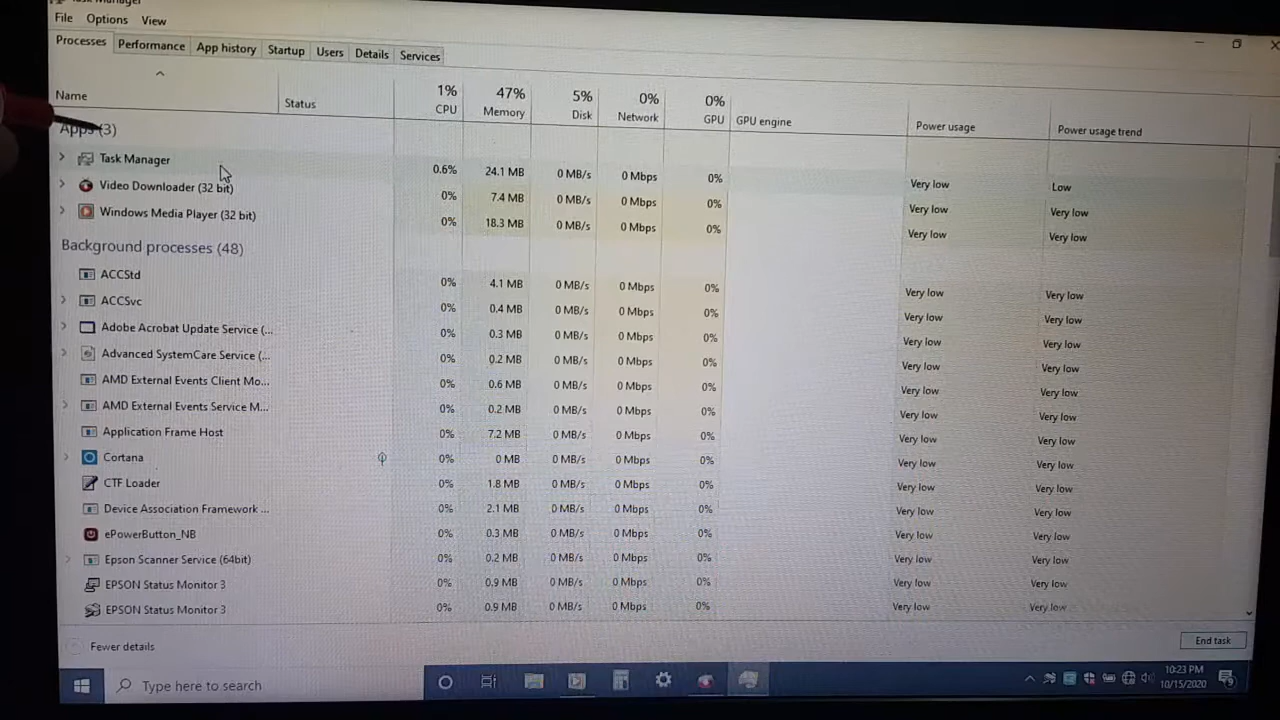 Task Manager
File Options View
Processes Performance App history Startup Users Details Services
1% 47% 5% 0% 0%
Name Status CPU Memory Disk Network GPU GPU engine Power usage Power usage trend
Apps (3)
Task Manager 0.6% 24.1 MB 0 MB/s 0 Mbps 0% Very low Low
Video Downloader (32 bit) 0% 7.4 MB 0 MB/s 0 Mbps 0% Very low Very low
Windows Media Player (32 bit) 0% 18.3 MB 0 MB/s 0 Mbps 0% Very low Very low
Background processes (48)
ACCStd 0% 4.1 MB 0 MB/s 0 Mbps 0% Very low Very low
ACCSvc 0% 0.4 MB 0 MB/s 0 Mbps 0% Very low Very low
Adobe Acrobat Update Service (... 0% 0.3 MB 0 MB/s 0 Mbps 0% Very low Very low
Advanced SystemCare Service (... 0% 0.2 MB 0 MB/s 0 Mbps 0% Very low Very low
AMD External Events Client Mo... 0% 0.6 MB 0 MB/s 0 Mbps 0% Very low Very low
AMD External Events Service M... 0% 0.2 MB 0 MB/s 0 Mbps 0% Very low Very low
Application Frame Host 0% 7.2 MB 0 MB/s 0 Mbps 0% Very low Very low
Cortana 0% 0 MB 0 MB/s 0 Mbps 0% Very low Very low
CTF Loader 0% 1.8 MB 0 MB/s 0 Mbps 0% Very low Very low
Device Association Framework ... 0% 2.1 MB 0 MB/s 0 Mbps 0% Very low Very low
ePowerButton_NB 0% 0.3 MB 0 MB/s 0 Mbps 0% Very low Very low
Epson Scanner Service (64bit) 0% 0.2 MB 0 MB/s 0 Mbps 0% Very low Very low
EPSON Status Monitor 3 0% 0.9 MB 0 MB/s 0 Mbps 0% Very low Very low
EPSON Status Monitor 3 0% 0.9 MB 0 MB/s 0 Mbps 0% Very low Very low
Fewer details End task
Type here to search 10:23 PM
10/15/2020